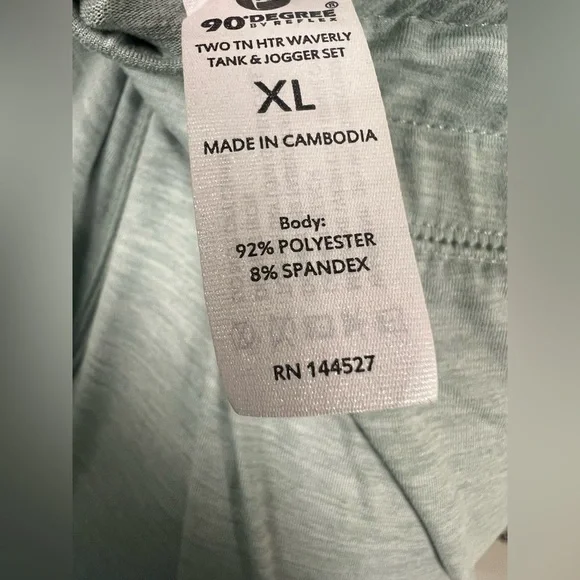 90°DEGREE®
BY REFLEX
TWO TN HTR WAVERLY
TANK & JOGGER SET
XL
MADE IN CAMBODIA
Body:
92% POLYESTER
8% SPANDEX
RN 144527